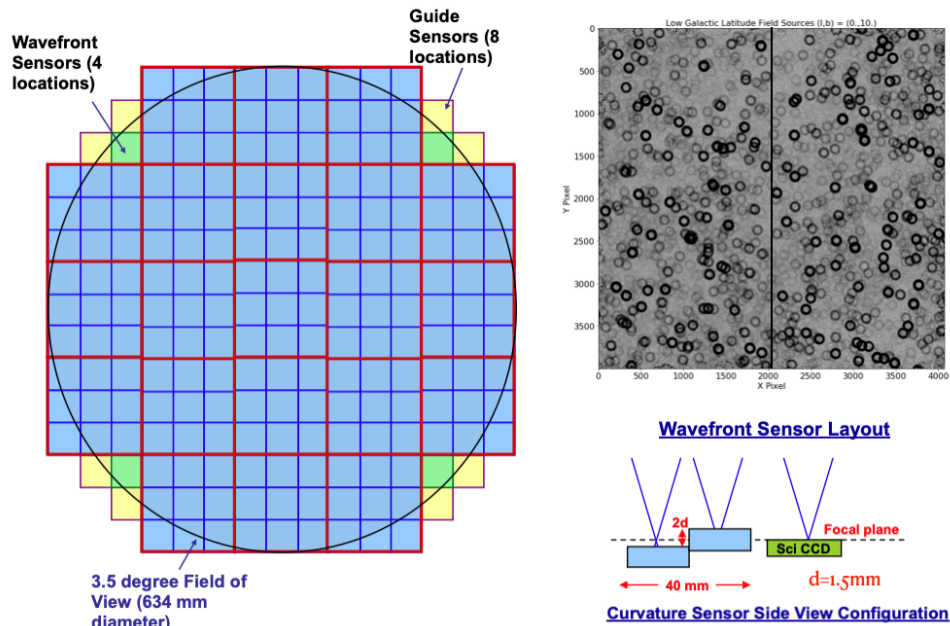 Wavefront
Sensors (4
locations)
Guide
Sensors (8
locations)
3.5 degree Field of
View (634 mm
diameter)
Low Galactic Latitude Field Sources (l,b) = (0.,10.)
0
500
1000
1500
2000
2500
3000
3500
Y Pixel
0 500 1000 1500 2000 2500 3000 3500 4000
X Pixel
Wavefront Sensor Layout
2d
Focal plane
Sci CCD
40 mm
d=1.5mm
Curvature Sensor Side View Configuration